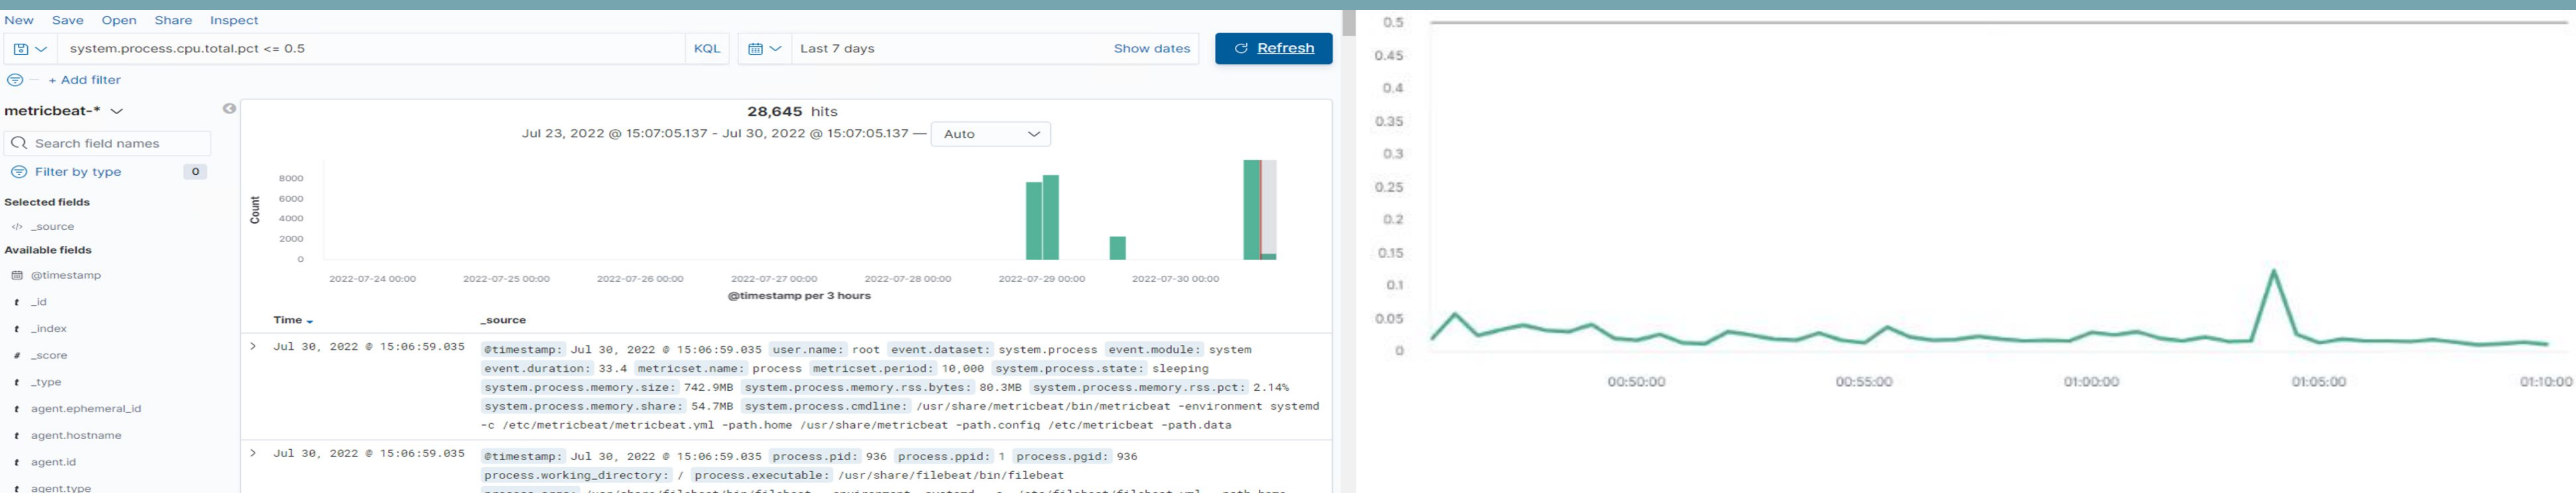 New Save Open Share Inspect
system.process.cpu.total.pct <= 0.5 KQL Last 7 days Show dates Refresh
+ Add filter
metricbeat-*
Search field names
Filter by type 0
Selected fields
_source
Available fields
@timestamp
t _id
t _index
# _score
t _type
t agent.ephemeral_id
t agent.hostname
t agent.id
t agent.type
28,645 hits
Jul 23, 2022 @ 15:07:05.137 - Jul 30, 2022 @ 15:07:05.137 — Auto
Count
8000
6000
4000
2000
0
2022-07-24 00:00 2022-07-25 00:00 2022-07-26 00:00 2022-07-27 00:00 2022-07-28 00:00 2022-07-29 00:00 2022-07-30 00:00
@timestamp per 3 hours
Time _source
Jul 30, 2022 @ 15:06:59.035 @timestamp: Jul 30, 2022 @ 15:06:59.035 user.name: root event.dataset: system.process event.module: system
event.duration: 33.4 metricset.name: process metricset.period: 10,000 system.process.state: sleeping
system.process.memory.size: 742.9MB system.process.memory.rss.bytes: 80.3MB system.process.memory.rss.pct: 2.14%
system.process.memory.share: 54.7MB system.process.cmdline: /usr/share/metricbeat/bin/metricbeat -environment systemd
-c /etc/metricbeat/metricbeat.yml -path.home /usr/share/metricbeat -path.config /etc/metricbeat -path.data
Jul 30, 2022 @ 15:06:59.035 @timestamp: Jul 30, 2022 @ 15:06:59.035 process.pid: 936 process.ppid: 1 process.pgid: 936
process.working_directory: / process.executable: /usr/share/filebeat/bin/filebeat
0.5
0.45
0.4
0.35
0.3
0.25
0.2
0.15
0.1
0.05
0
00:50:00 00:55:00 01:00:00 01:05:00 01:10:00